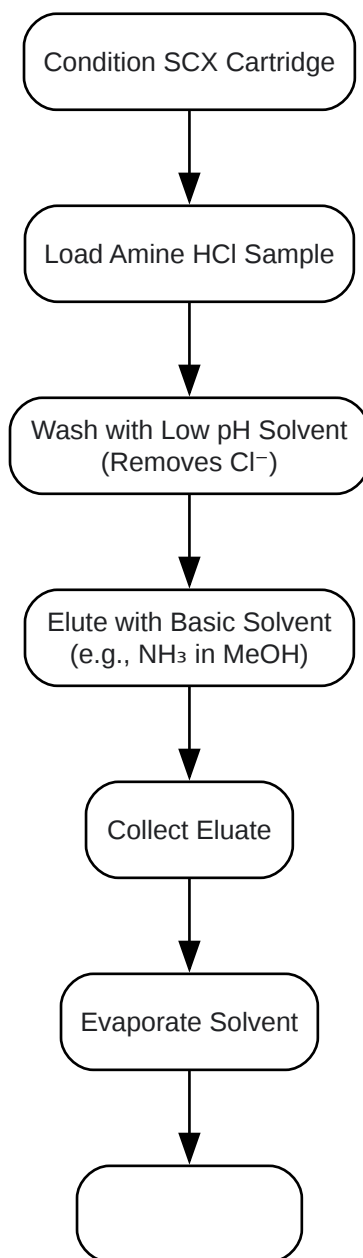 Condition SCX Cartridge
Load Amine HCl Sample
Wash with Low pH Solvent
(Removes Cl⁻)
Elute with Basic Solvent
(e.g., NH₃ in MeOH)
Collect Eluate
Evaporate Solvent